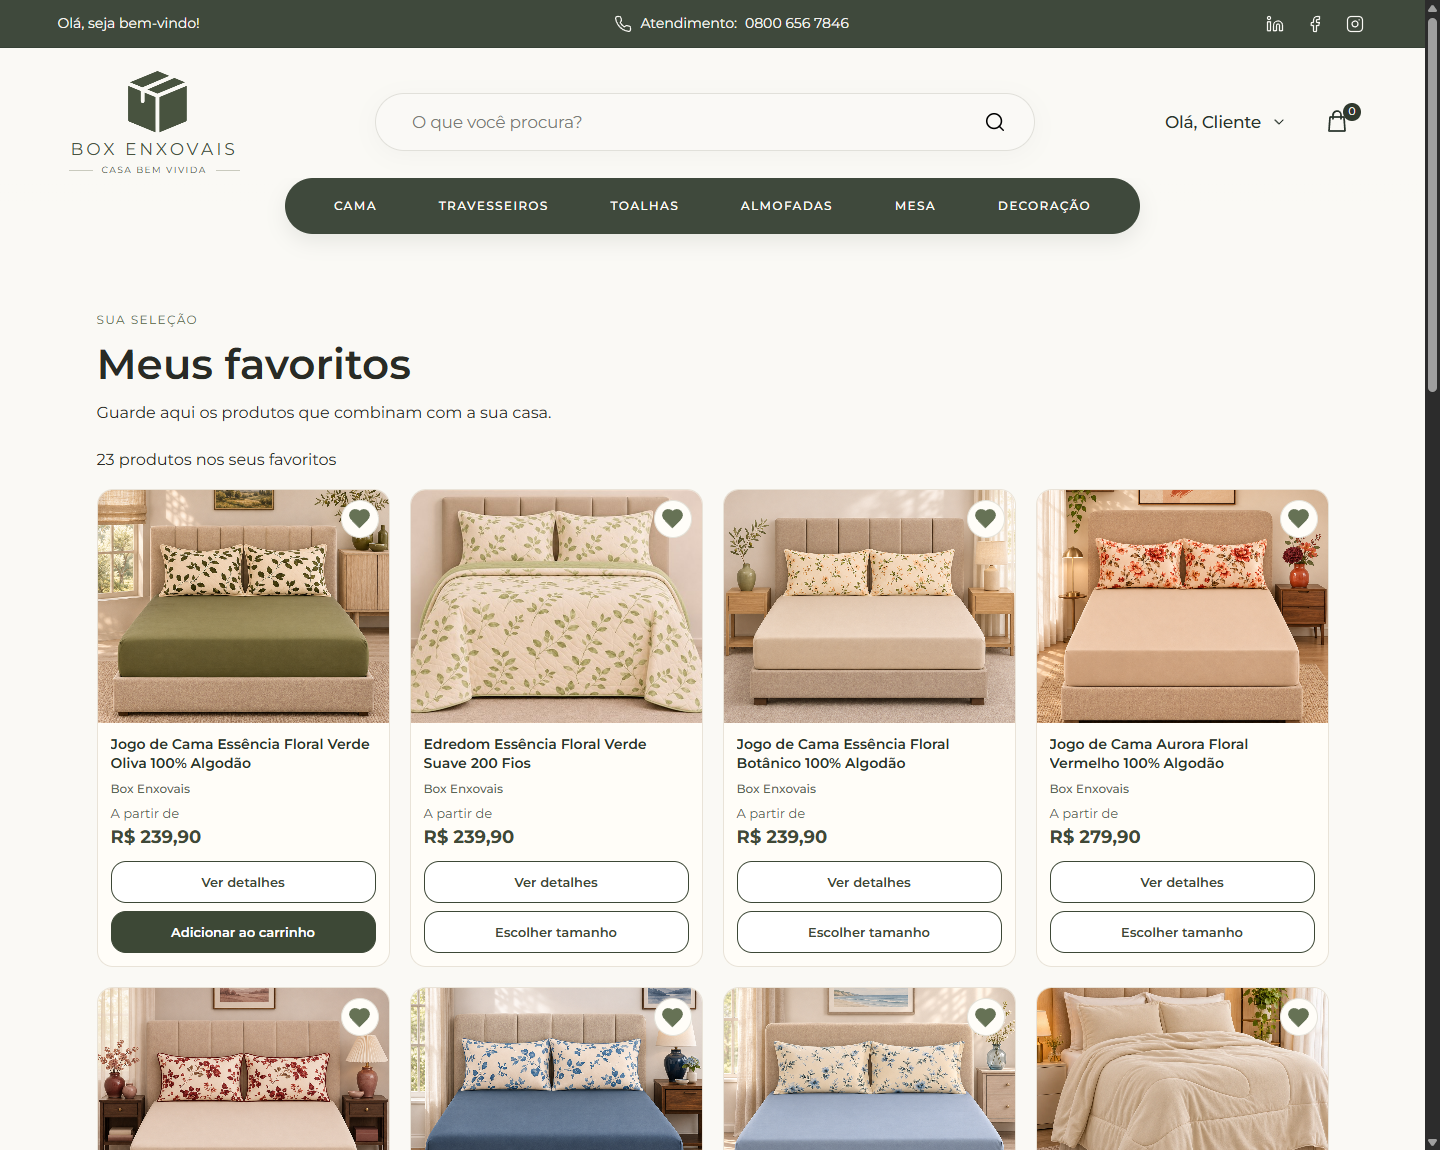 Olá, seja bem-vindo!
Atendimento: 0800 656 7846
BOX ENXOVAIS
CASA BEM VIVIDA
O que você procura?
Olá, Cliente
0
CAMA
TRAVESSEIROS
TOALHAS
ALMOFADAS
MESA
DECORAÇÃO
SUA SELEÇÃO
Meus favoritos
Guarde aqui os produtos que combinam com a sua casa.
23 produtos nos seus favoritos
Jogo de Cama Essência Floral Verde
Oliva 100% Algodão
Box Enxovais
A partir de
R$ 239,90
Ver detalhes
Adicionar ao carrinho
Edredom Essência Floral Verde
Suave 200 Fios
Box Enxovais
A partir de
R$ 239,90
Ver detalhes
Escolher tamanho
Jogo de Cama Essência Floral
Botânico 100% Algodão
Box Enxovais
A partir de
R$ 239,90
Ver detalhes
Escolher tamanho
Jogo de Cama Aurora Floral
Vermelho 100% Algodão
Box Enxovais
A partir de
R$ 279,90
Ver detalhes
Escolher tamanho